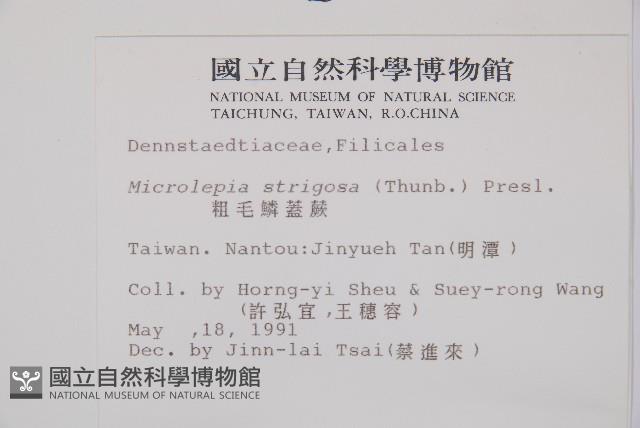 國立自然科學博物館
NATIONAL MUSEUM OF NATURAL SCIENCE
TAICHUNG, TAIWAN, R.O.CHINA
Dennstaedtiaceae,Filicales
Microlepia strigosa (Thunb.) Presl.
粗毛鱗蓋蕨
Taiwan. Nantou:Jinyueh Tan(明潭)
Coll. by Horng-yi Sheu & Suey-rong Wang
(許弘宜,王穗容)
May ,18, 1991
Dec. by Jinn-lai Tsai(蔡進來)
國立自然科學博物館
NATIONAL MUSEUM OF NATURAL SCIENCE